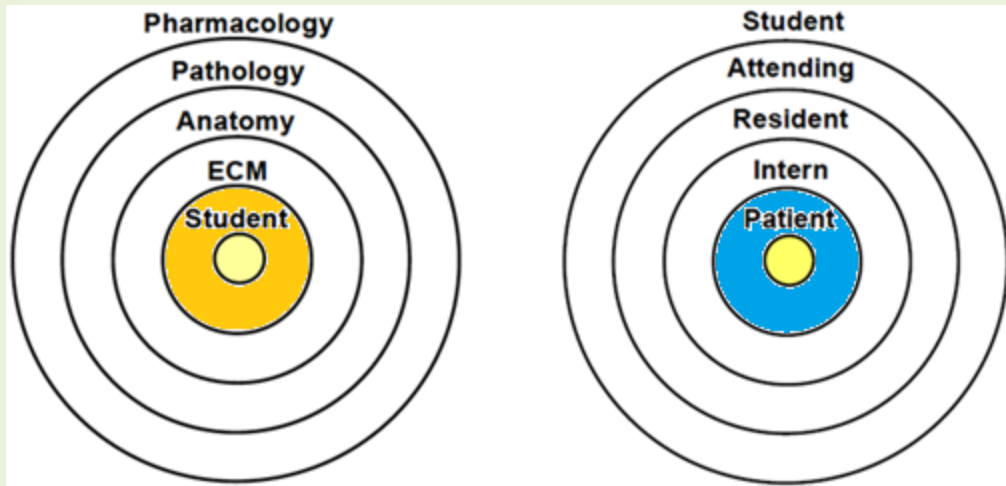 Pharmacology
Pathology
Anatomy
ECM
Student
Student
Attending
Resident
Intern
Patient